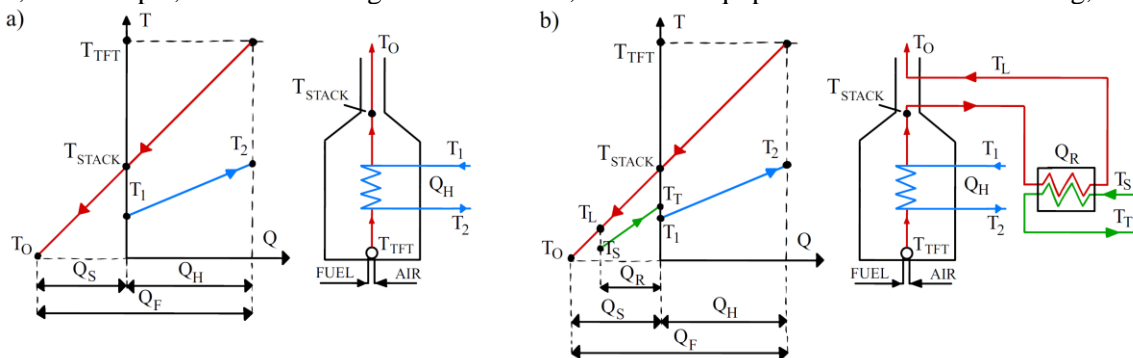 a)
T
T_TFT
T_STACK
T_1
T_2
T_O
Q
Q_S
Q_H
Q_F
T_O
T_STACK
T_1
Q_H
T_2
T_TFT
FUEL
AIR
b)
T
T_TFT
T_STACK
T_2
T_T
T_L
T_1
T_O
T_S
Q
Q_R
Q_S
Q_H
Q_F
T_O
T_L
T_STACK
Q_R
T_1
T_S
Q_H
T_2
T_T
T_TFT
FUEL
AIR